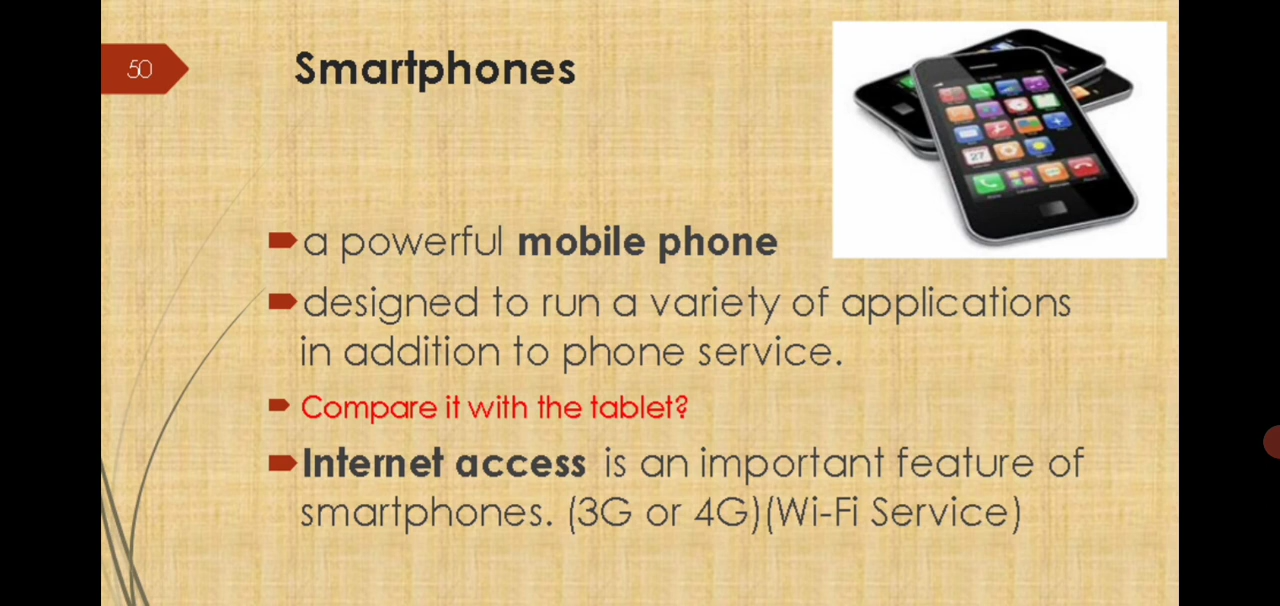 50
Smartphones
27
a powerful mobile phone
designed to run a variety of applications
in addition to phone service.
Compare it with the tablet?
Internet access is an important feature of
smartphones. (3G or 4G)(Wi-Fi Service)